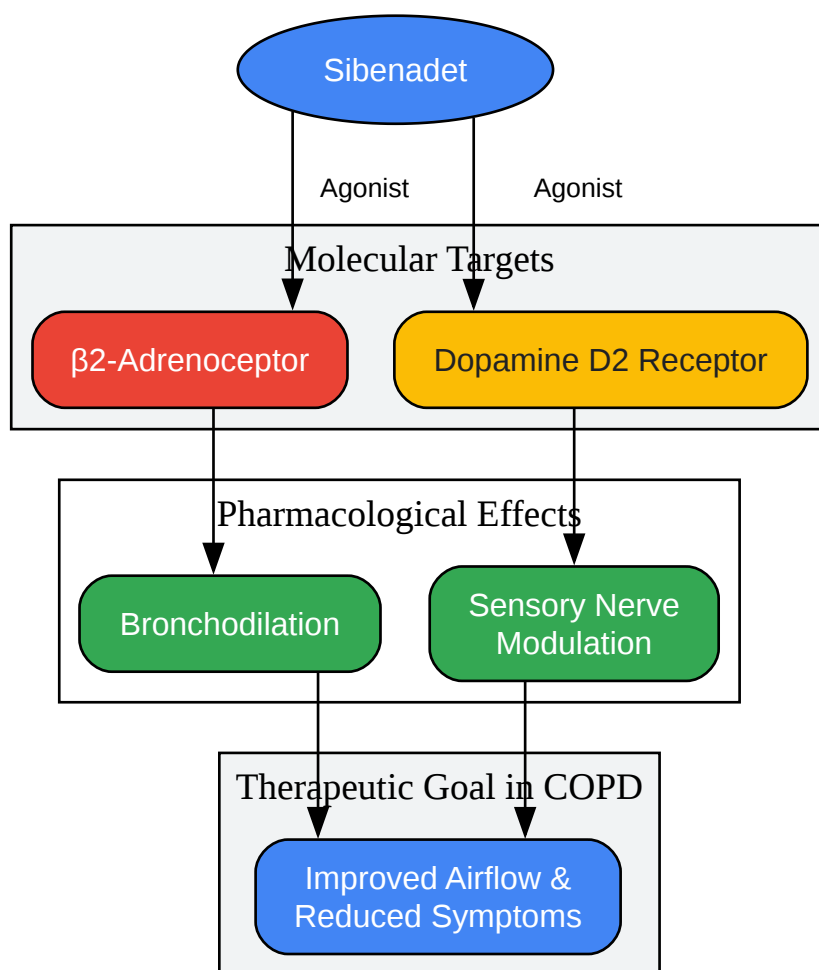 Sibenadet
Agonist
Agonist
Molecular Targets
β2-Adrenoceptor
Dopamine D2 Receptor
Pharmacological Effects
Bronchodilation
Sensory Nerve
Modulation
Therapeutic Goal in COPD
Improved Airflow &
Reduced Symptoms